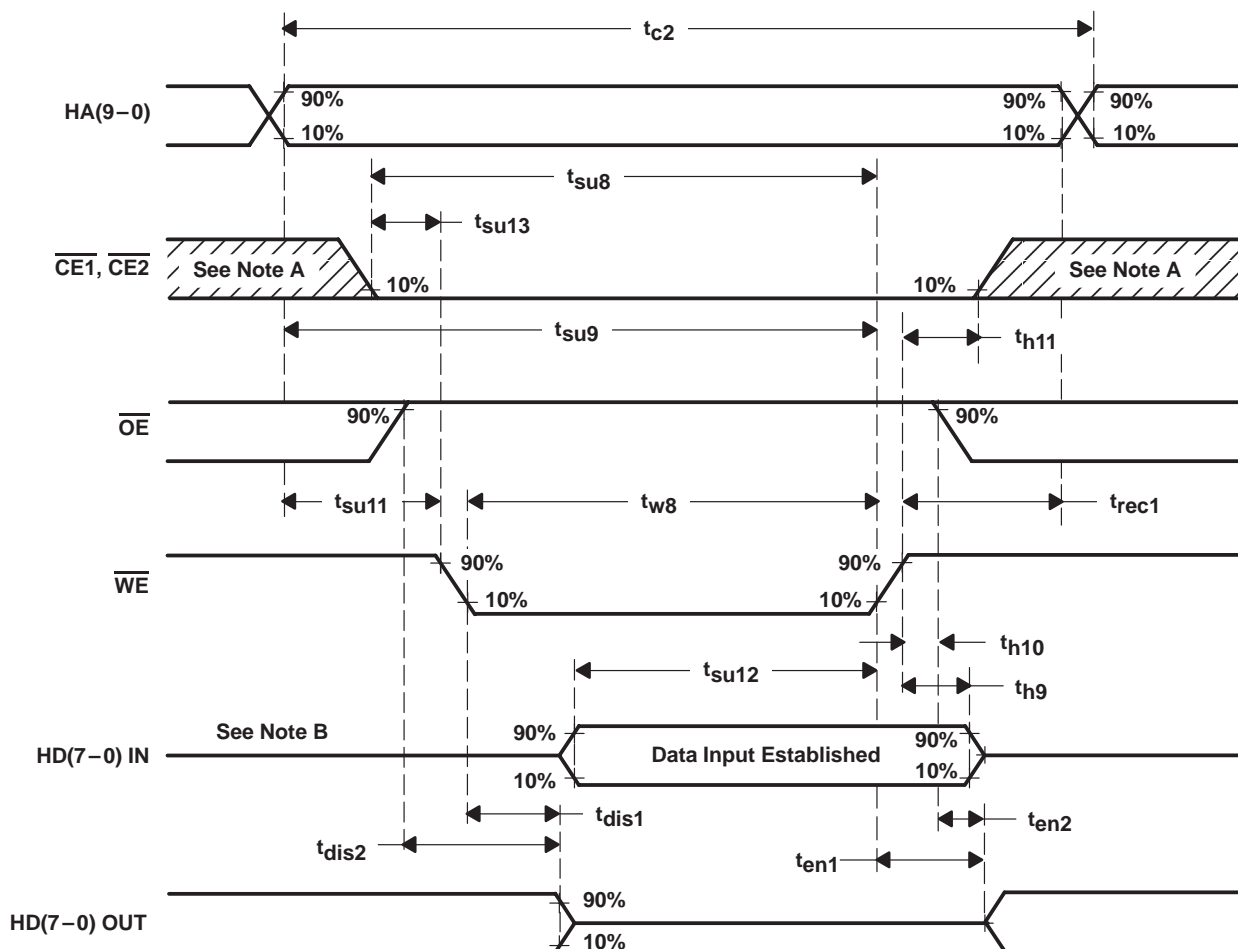 tc2
HA(9–0)
90%
10%
90%
10%
90%
10%
tsu8
tsu13
CE1, CE2
See Note A
10%
10%
See Note A
tsu9
th11
OE
90%
90%
tsu11
tw8
trec1
WE
90%
10%
90%
10%
th10
tsu12
th9
See Note B
HD(7–0) IN
90%
10%
Data Input Established
90%
10%
tdis1
ten2
tdis2
ten1
HD(7–0) OUT
90%
10%